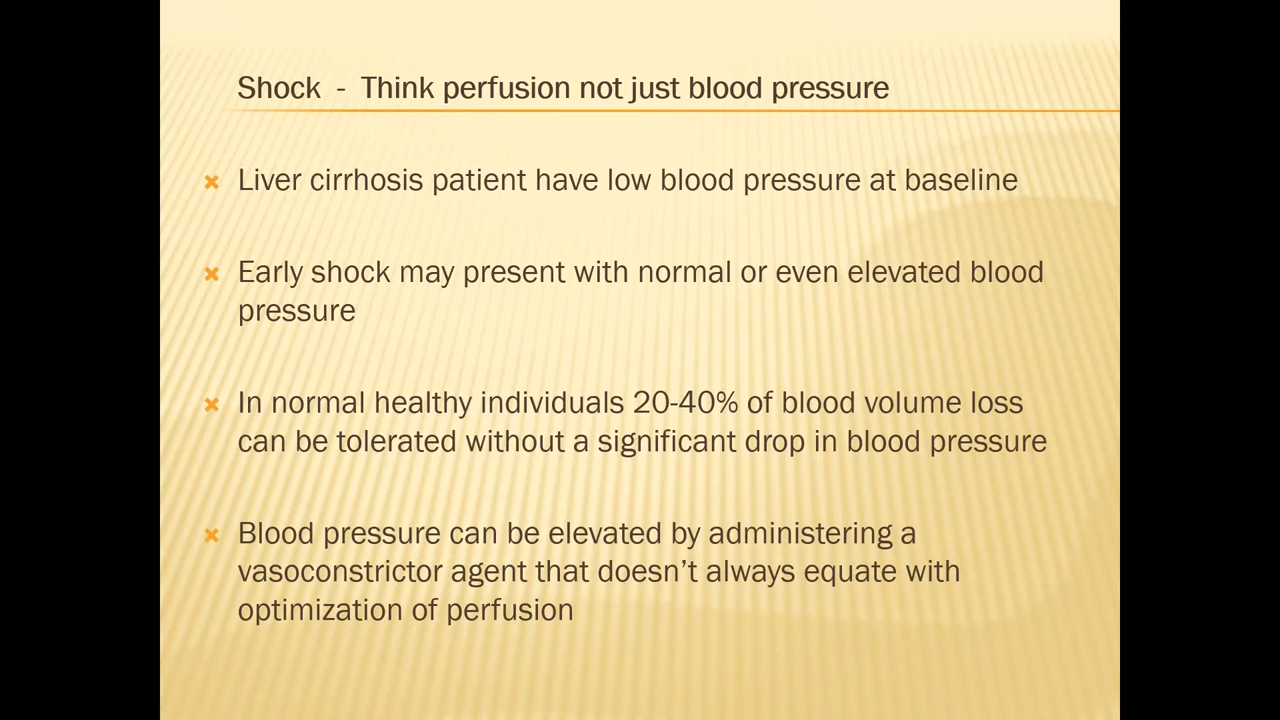 Shock - Think perfusion not just blood pressure
Liver cirrhosis patient have low blood pressure at baseline
Early shock may present with normal or even elevated blood
pressure
In normal healthy individuals 20-40% of blood volume loss
can be tolerated without a significant drop in blood pressure
Blood pressure can be elevated by administering a
vasoconstrictor agent that doesn’t always equate with
optimization of perfusion